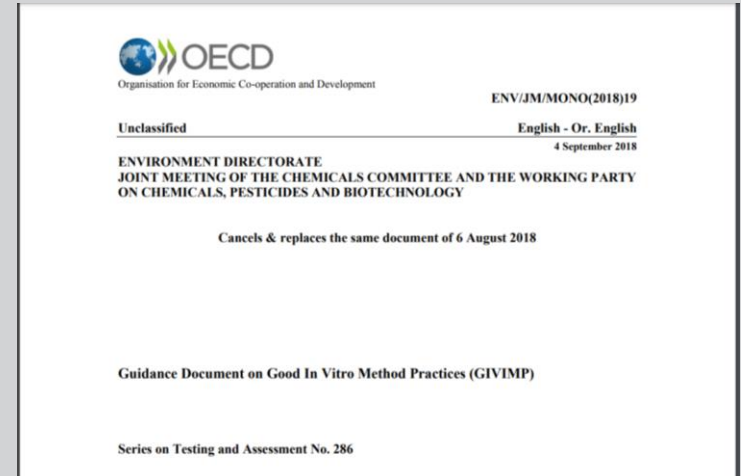 OECD
Organisation for Economic Co-operation and Development
ENV/JM/MONO(2018)19
Unclassified English - Or. English
4 September 2018
ENVIRONMENT DIRECTORATE
JOINT MEETING OF THE CHEMICALS COMMITTEE AND THE WORKING PARTY
ON CHEMICALS, PESTICIDES AND BIOTECHNOLOGY
Cancels & replaces the same document of 6 August 2018
Guidance Document on Good In Vitro Method Practices (GIVIMP)
Series on Testing and Assessment No. 286